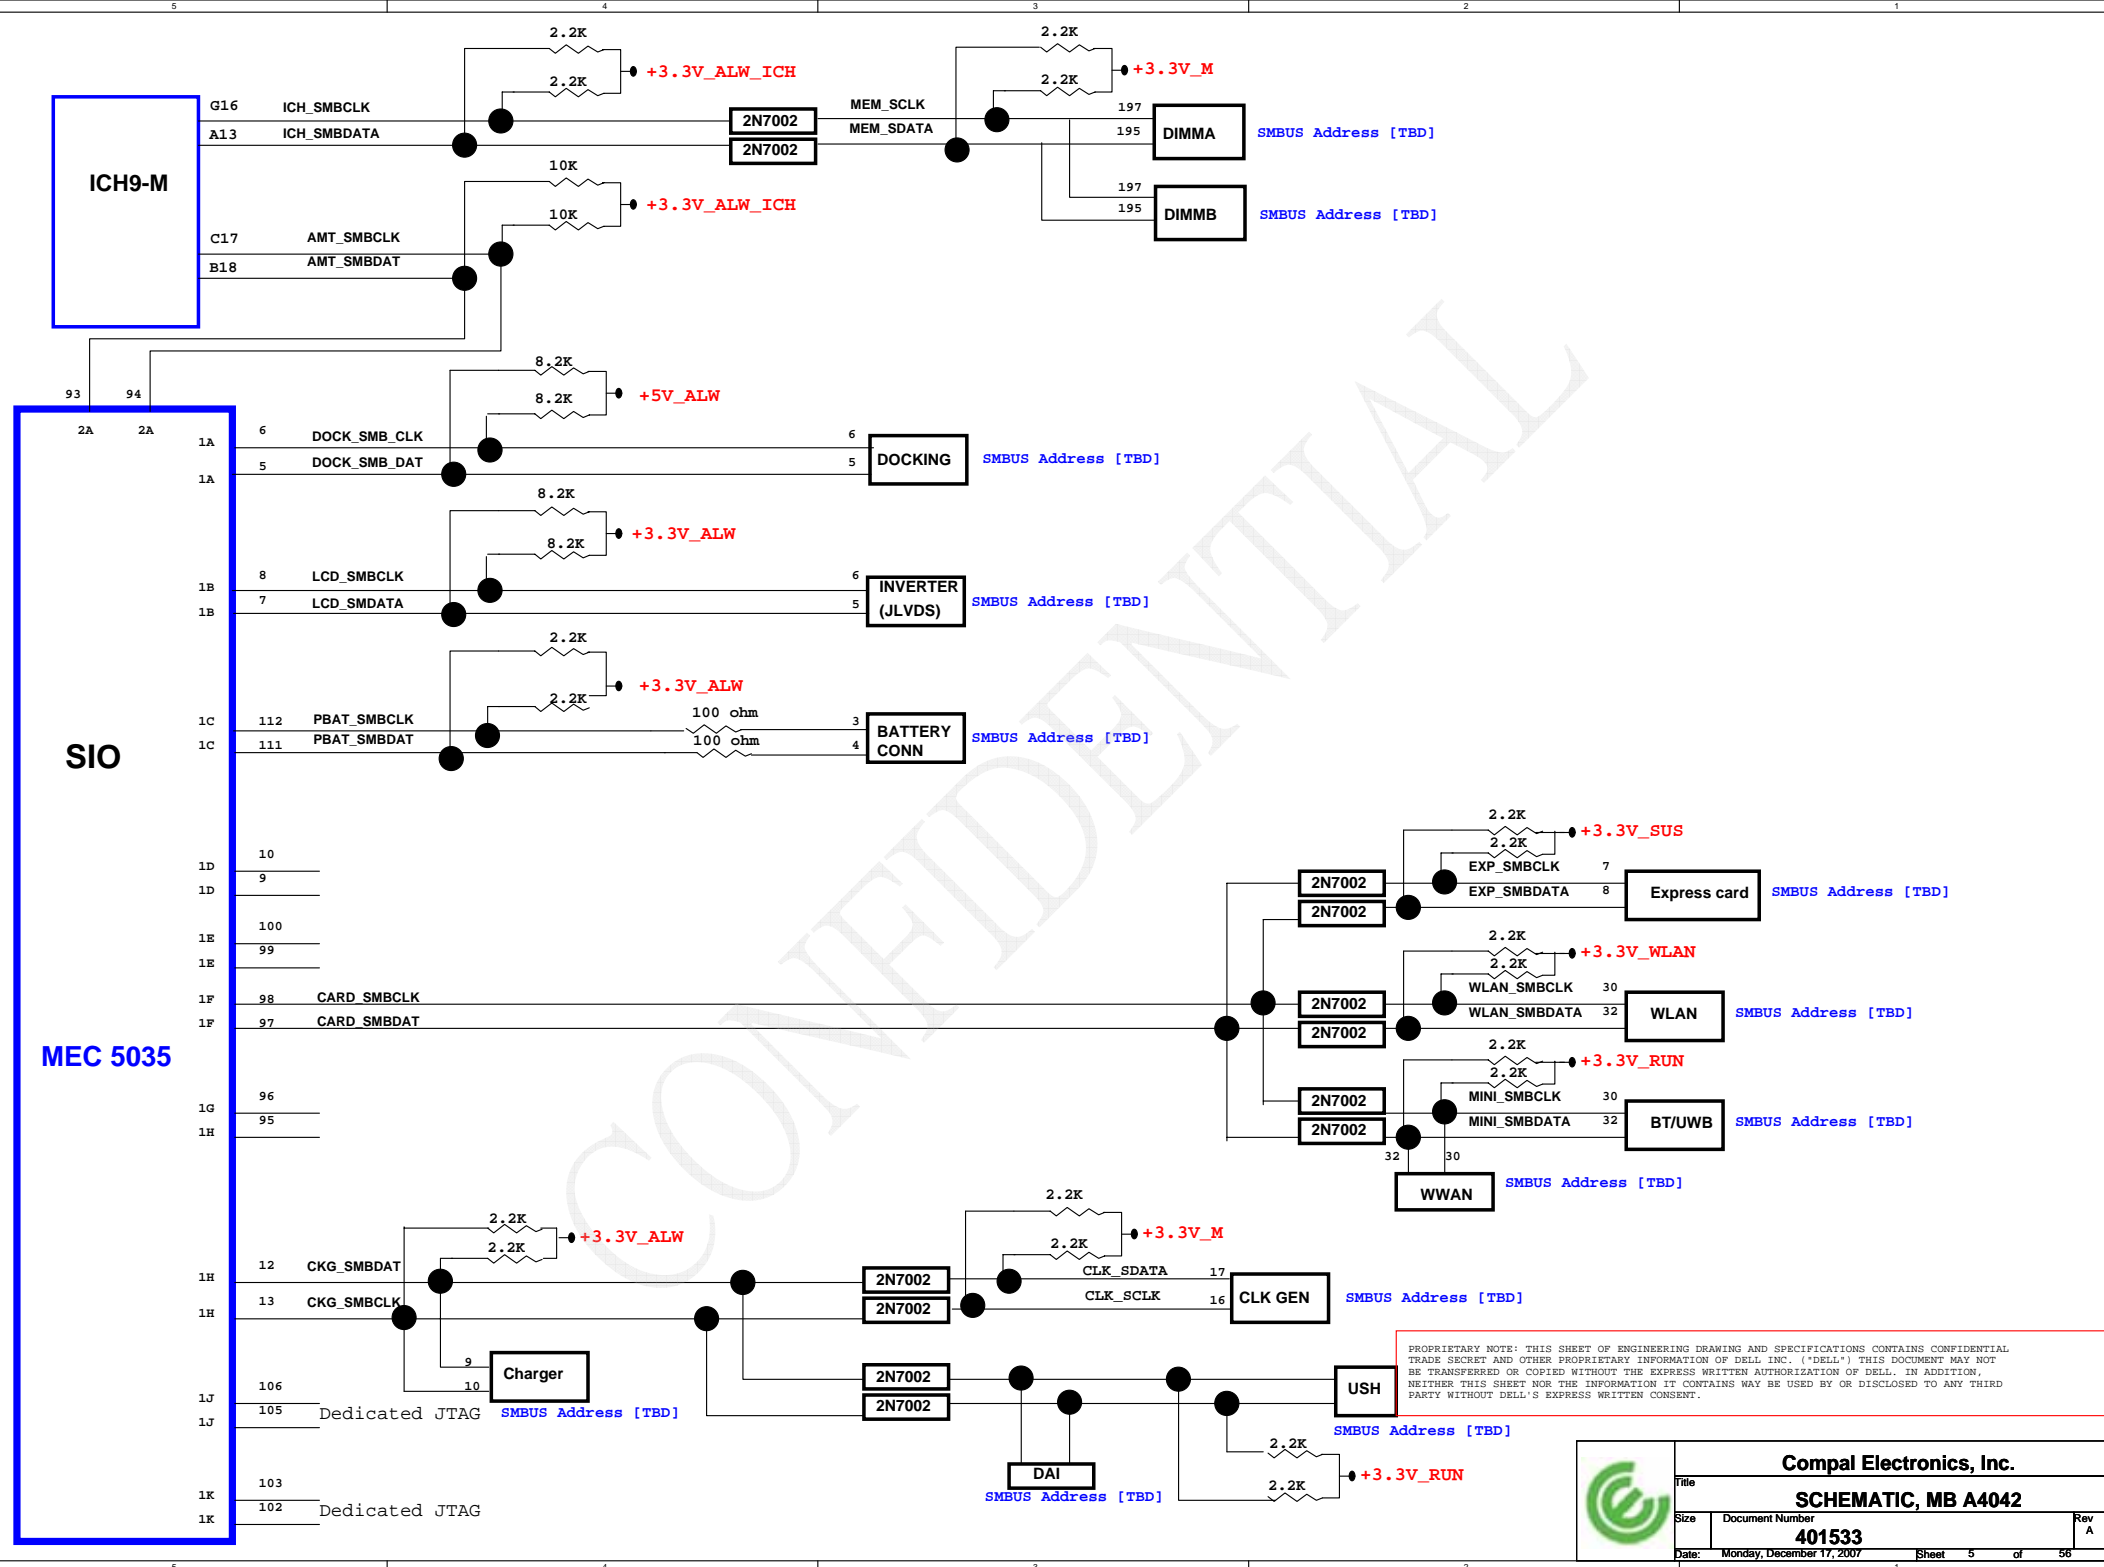 5 4 3 2 1
2.2K
2.2K
+3.3V_ALW_ICH
2.2K
2.2K
+3.3V_M
G16 ICH_SMBCLK
A13 ICH_SMBDATA
2N7002
2N7002
MEM_SCLK
MEM_SDATA
197
195
DIMMA
SMBUS Address [TBD]
ICH9-M
10K
10K
+3.3V_ALW_ICH
197
195
DIMMB
SMBUS Address [TBD]
C17 AMT_SMBCLK
B18 AMT_SMBDAT
93 94
2A 2A
8.2K
8.2K
+5V_ALW
1A 6 DOCK_SMB_CLK 6
1A 5 DOCK_SMB_DAT 5
DOCKING
SMBUS Address [TBD]
8.2K
8.2K
+3.3V_ALW
1B 8 LCD_SMBCLK 6
1B 7 LCD_SMDATA 5
INVERTER
(JLVDS)
SMBUS Address [TBD]
2.2K
2.2K
+3.3V_ALW
1C 112 PBAT_SMBCLK 100 ohm 3
1C 111 PBAT_SMBDAT 100 ohm 4
BATTERY
CONN
SMBUS Address [TBD]
SIO
MEC 5035
1D 10
1D 9
1E 100
1E 99
1F 98 CARD_SMBCLK
1F 97 CARD_SMBDAT
1G 96
1H 95
2.2K
2.2K
+3.3V_SUS
2N7002
2N7002
EXP_SMBCLK 7
EXP_SMBDATA 8
Express card
SMBUS Address [TBD]
2.2K
2.2K
+3.3V_WLAN
2N7002
2N7002
WLAN_SMBCLK 30
WLAN_SMBDATA 32
WLAN
SMBUS Address [TBD]
2.2K
2.2K
+3.3V_RUN
2N7002
2N7002
MINI_SMBCLK 30
MINI_SMBDATA 32
BT/UWB
SMBUS Address [TBD]
32 30
WWAN
SMBUS Address [TBD]
2.2K
2.2K
+3.3V_ALW
2.2K
2.2K
+3.3V_M
1H 12 CKG_SMBDAT
1H 13 CKG_SMBCLK
2N7002
2N7002
CLK_SDATA 17
CLK_SCLK 16
CLK GEN
SMBUS Address [TBD]
9
10
Charger
SMBUS Address [TBD]
2N7002
2N7002
USH
SMBUS Address [TBD]
DAI
SMBUS Address [TBD]
2.2K
2.2K
+3.3V_RUN
1J 106
1J 105 Dedicated JTAG
1K 103
1K 102 Dedicated JTAG
CONFIDENTIAL
PROPRIETARY NOTE: THIS SHEET OF ENGINEERING DRAWING AND SPECIFICATIONS CONTAINS CONFIDENTIAL
TRADE SECRET AND OTHER PROPRIETARY INFORMATION OF DELL INC. ("DELL") THIS DOCUMENT MAY NOT
BE TRANSFERRED OR COPIED WITHOUT THE EXPRESS WRITTEN AUTHORIZATION OF DELL. IN ADDITION,
NEITHER THIS SHEET NOR THE INFORMATION IT CONTAINS WAY BE USED BY OR DISCLOSED TO ANY THIRD
PARTY WITHOUT DELL'S EXPRESS WRITTEN CONSENT.
Compal Electronics, Inc.
Title
SCHEMATIC, MB A4042
Size Document Number Rev
401533 A
Date: Monday, December 17, 2007 Sheet 5 of 56
5 4 3 2 1